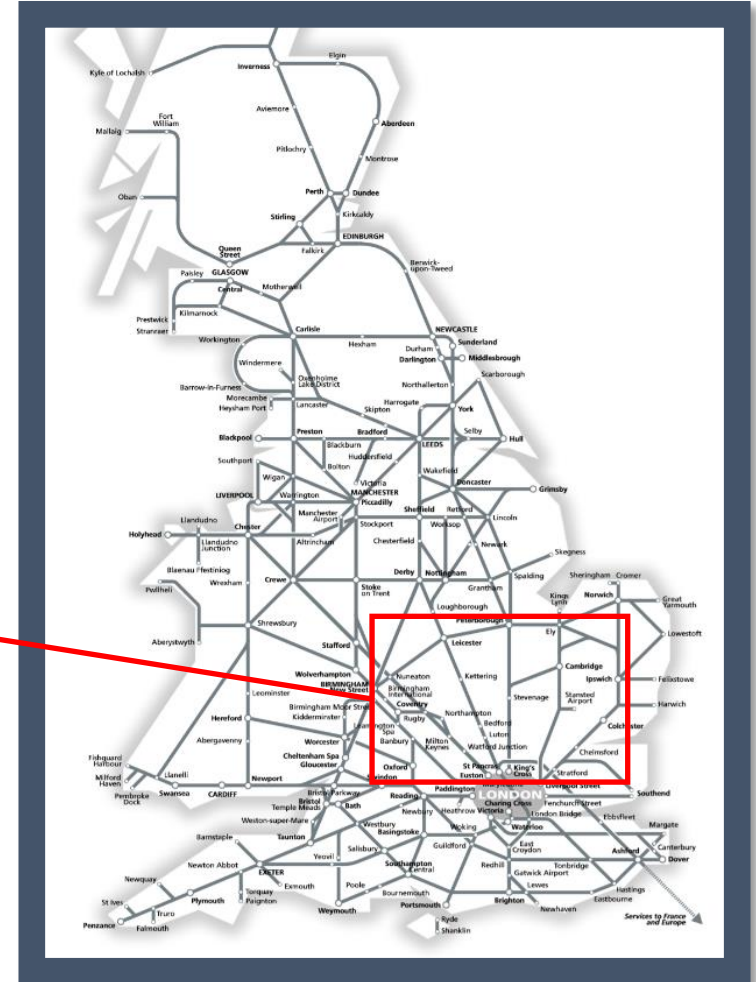 Elgin
Inverness
Kyle of Lochalsh
Aviemore
Fort
William
Aberdeen
Mallaig
Pitlochry
Montrose
Perth
Dundee
Oban
Stirling
Kirkcaldy
EDINBURGH
Queen
Street
Falkirk
Berwick-
upon-Tweed
Paisley
GLASGOW
Central
Motherwell
Prestwick
Kilmarnock
Stranraer
Carlisle
NEWCASTLE
Workington
Hexham
Sunderland
Durham
Windermere
Darlington
Middlesbrough
Oxenholme
Lake District
Scarborough
Barrow-in-Furness
Northallerton
Morecambe
Lancaster
Harrogate
York
Heysham Port
Skipton
Blackpool
Preston
Bradford
Selby
Hull
Blackburn
LEEDS
Southport
Huddersfield
Bolton
Wakefield
Wigan
Victoria
Doncaster
MANCHESTER
Grimsby
LIVERPOOL
Warrington
Piccadilly
Manchester
Airport
Sheffield
Retford
Llandudno
Stockport
Worksop
Lincoln
Holyhead
Chester
Llandudno
Junction
Altrincham
Chesterfield
Newark
Skegness
Blaenau Ffestiniog
Derby
Nottingham
Pwllheli
Wrexham
Crewe
Stoke
on Trent
Grantham
Spalding
Sheringham
Cromer
Kings
Lynn
Norwich
Great
Yarmouth
Loughborough
Shrewsbury
Peterborough
Ely
Lowestoft
Aberystwyth
Stafford
Leicester
Wolverhampton
Cambridge
BIRMINGHAM
New Street
Nuneaton
Kettering
Ipswich
Felixstowe
Birmingham
International
Leominster
Stevenage
Stansted
Airport
Birmingham Moor Street
Coventry
Harwich
Kidderminster
Rugby
Northampton
Hereford
Leamington
Spa
Bedford
Colchester
Worcester
Banbury
Milton
Keynes
Luton
Abergavenny
Watford Junction
Chelmsford
Cheltenham Spa
Fishguard
Harbour
Gloucester
Oxford
St Pancras
King's
Cross
Euston
Stratford
Milford
Haven
Llanelli
Newport
Swindon
Liverpool Street
Pembroke
Dock
Swansea
CARDIFF
Bristol Parkway
Reading
Paddington
LONDON
Southend
Bristol
Temple Meads
Bath
Charing Cross
Fenchurch Street
Newbury
Heathrow
Victoria
London Bridge
Ebbsfleet
Weston-super-Mare
Westbury
Waterloo
Margate
Basingstoke
Woking
Barnstaple
Taunton
East
Croydon
Canterbury
Salisbury
Guildford
Ashford
Dover
Yeovil
Newton Abbot
Southampton
Central
Redhill
Tonbridge
Gatwick Airport
EXETER
Newquay
Exmouth
Poole
Lewes
Hastings
Torquay
Paignton
Bournemouth
Eastbourne
St Ives
Plymouth
Brighton
Newhaven
Portsmouth
Weymouth
Truro
Ryde
Penzance
Falmouth
Services to France
and Europe
Shanklin